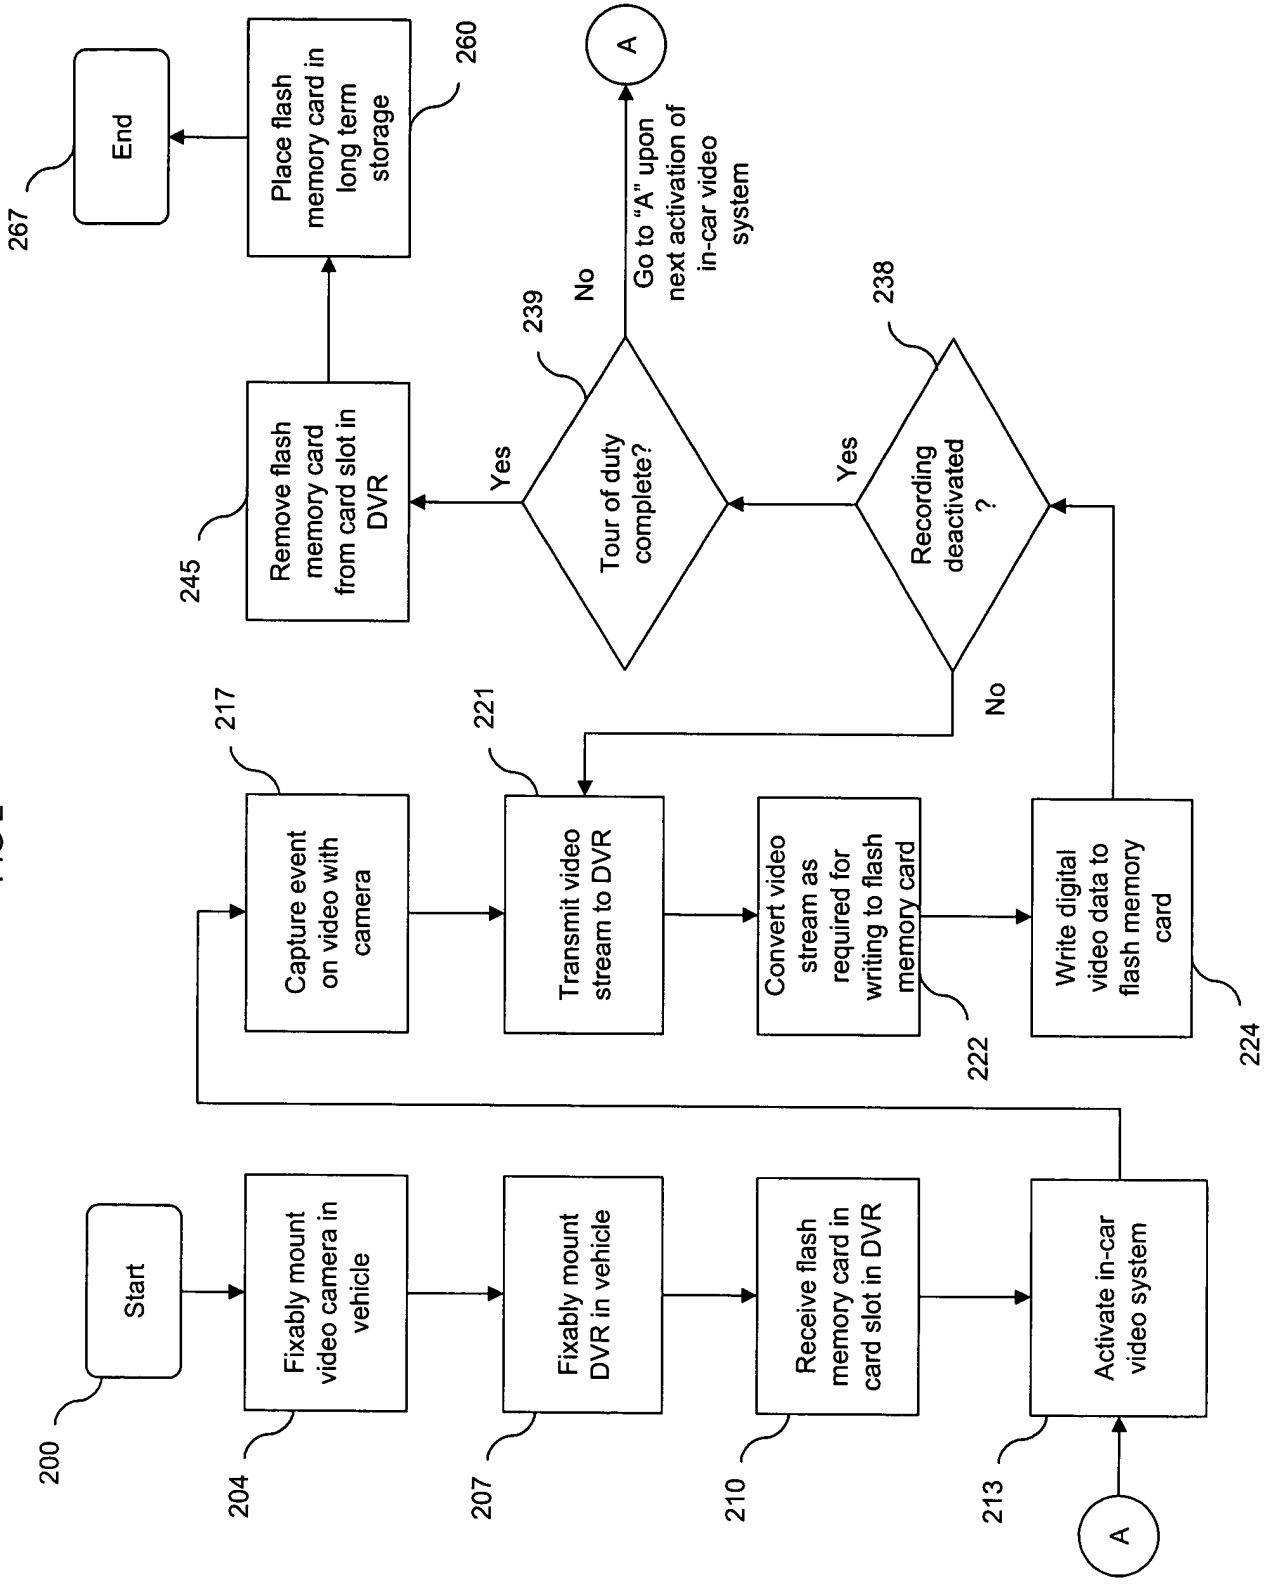 200
Start
204
Fixably mount
video camera in
vehicle
207
Fixably mount
DVR in vehicle
210
Receive flash
memory card in
card slot in DVR
213
Activate in-car
video system
A
217
Capture event
on video with
camera
221
Transmit video
stream to DVR
222
Convert video
stream as
required for
writing to flash
memory card
224
Write digital
video data to
flash memory
card
238
Recording
deactivated
?
No
Yes
239
Tour of duty
complete?
Yes
No
Go to “A” upon
next activation of
in-car video
system
A
245
Remove flash
memory card
from card slot in
DVR
260
Place flash
memory card in
long term
storage
267
End